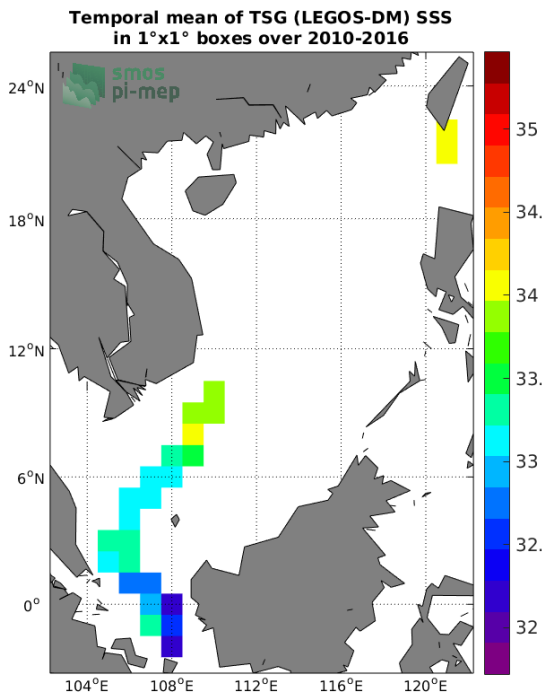 Temporal mean of TSG (LEGOS-DM) SSS
in 1°x1° boxes over 2010-2016
smos
pi-mep
24°N
18°N
12°N
6°N
0°
104°E
108°E
112°E
116°E
120°E
35
34.
34
33.
33
32.
32